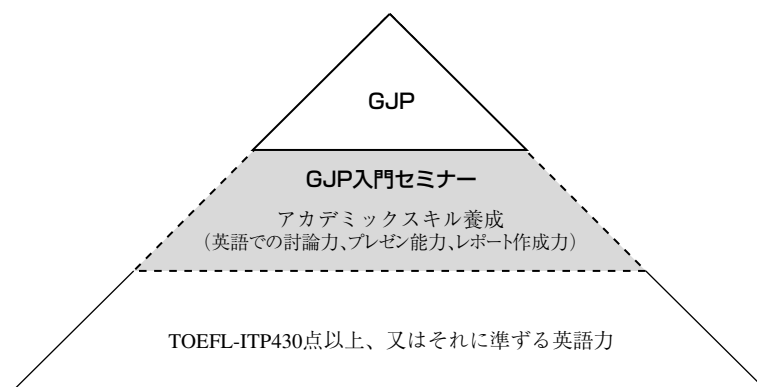 GJP
GJP入門セミナー
アカデミックスキル養成
（英語での討論力、プレゼン能力、レポート作成力）
TOEFL-ITP430点以上、又はそれに準ずる英語力